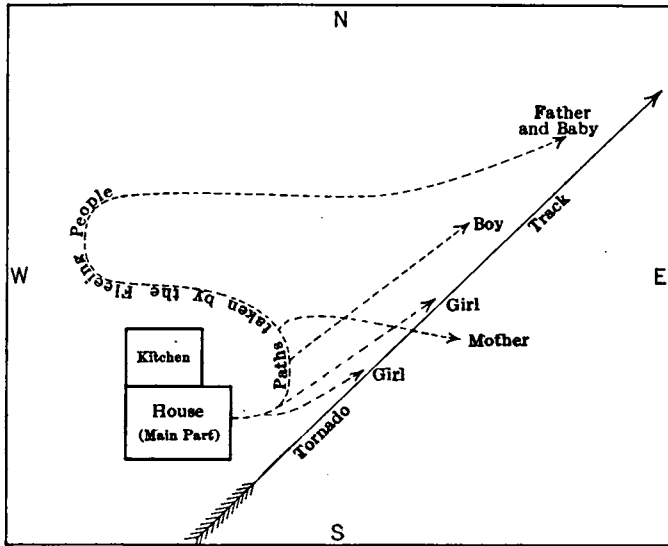 N
Father
and Baby
Paths taken by the Fleeing People
Boy
Track
W
E
Girl
Mother
Kitchen
Girl
House
(Main Part)
Tornado
S